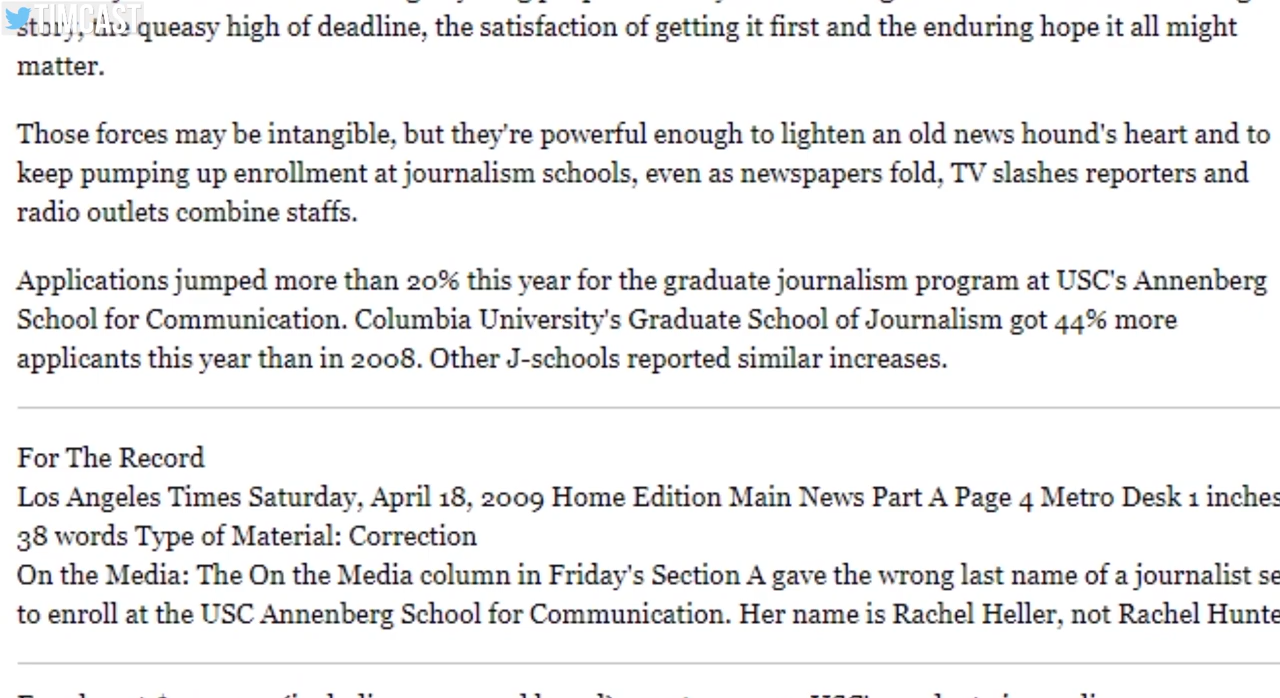 TIMCAST
story, the queasy high of deadline, the satisfaction of getting it first and the enduring hope it all might
matter.
Those forces may be intangible, but they're powerful enough to lighten an old news hound's heart and to
keep pumping up enrollment at journalism schools, even as newspapers fold, TV slashes reporters and
radio outlets combine staffs.
Applications jumped more than 20% this year for the graduate journalism program at USC's Annenberg
School for Communication. Columbia University's Graduate School of Journalism got 44% more
applicants this year than in 2008. Other J-schools reported similar increases.
For The Record
Los Angeles Times Saturday, April 18, 2009 Home Edition Main News Part A Page 4 Metro Desk 1 inches
38 words Type of Material: Correction
On the Media: The On the Media column in Friday's Section A gave the wrong last name of a journalist se
to enroll at the USC Annenberg School for Communication. Her name is Rachel Heller, not Rachel Hunte